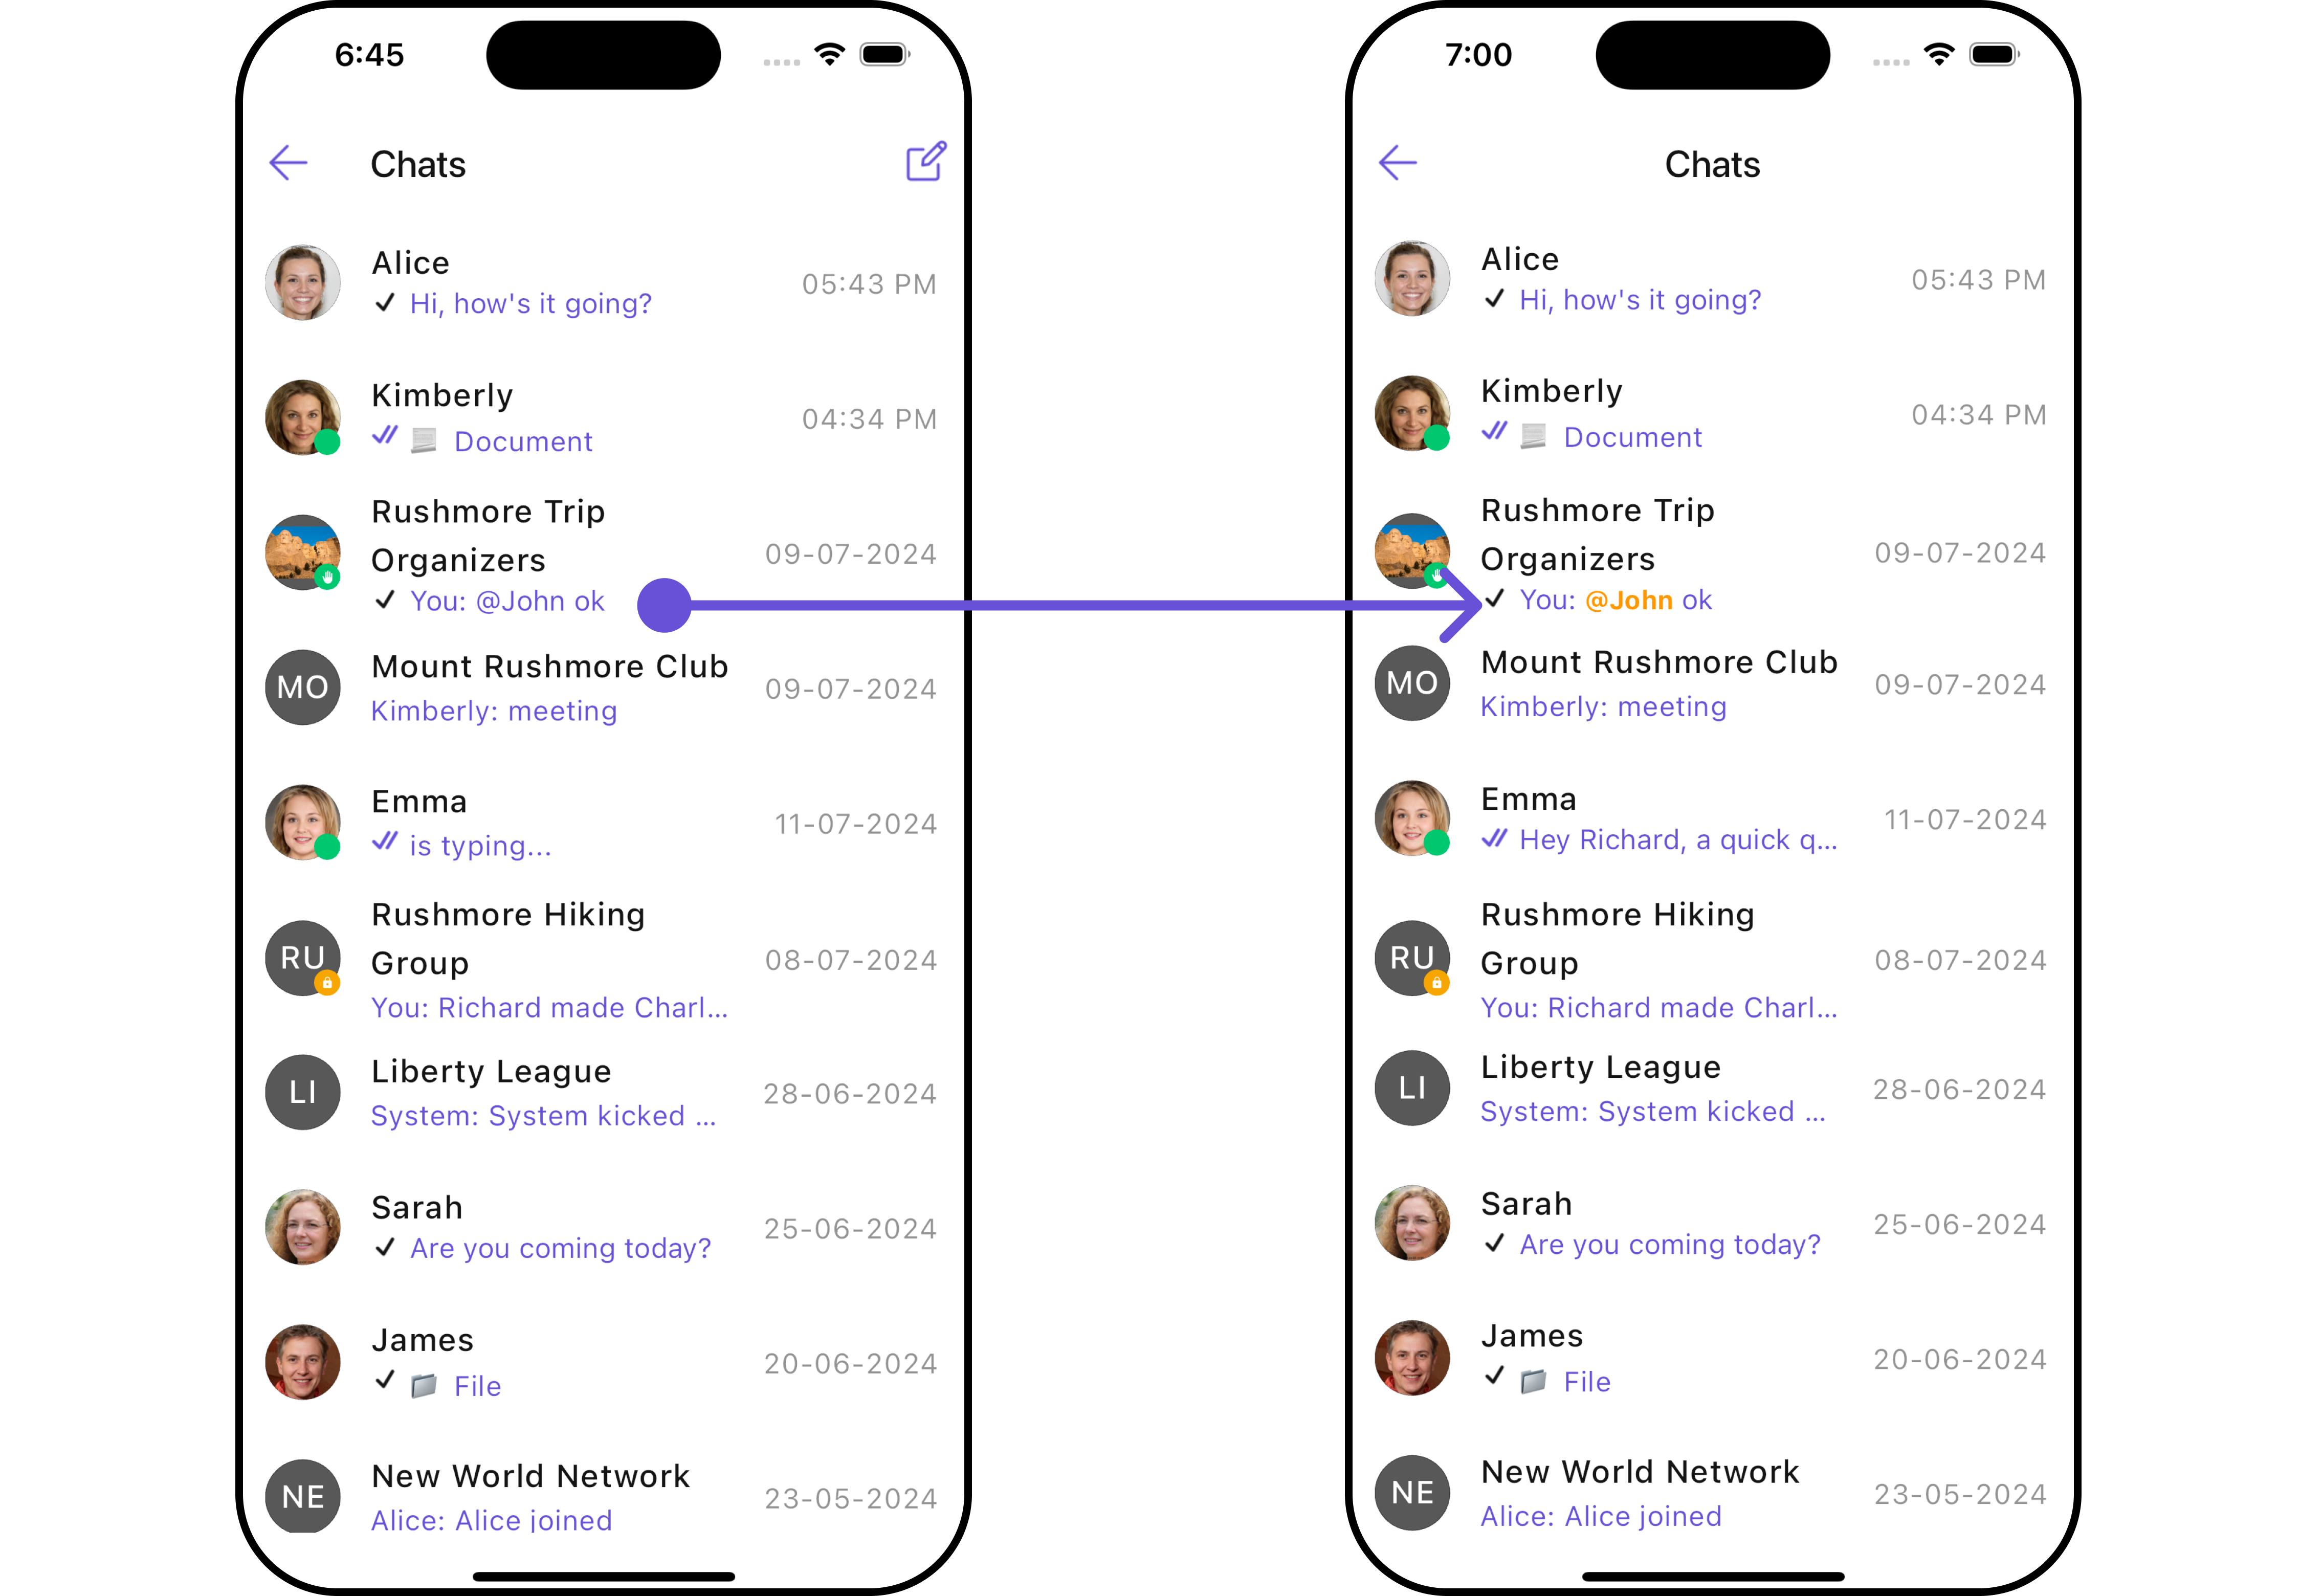 6:45
Chats
Alice
Hi, how's it going?
05:43 PM
Kimberly
Document
04:34 PM
Rushmore Trip
Organizers
You: @John ok
09-07-2024
MO
Mount Rushmore Club
Kimberly: meeting
09-07-2024
Emma
is typing...
11-07-2024
RU
Rushmore Hiking
Group
You: Richard made Charl...
08-07-2024
LI
Liberty League
System: System kicked ...
28-06-2024
Sarah
Are you coming today?
25-06-2024
James
File
20-06-2024
NE
New World Network
Alice: Alice joined
23-05-2024
7:00
Chats
Alice
Hi, how's it going?
05:43 PM
Kimberly
Document
04:34 PM
Rushmore Trip
Organizers
You: @John ok
09-07-2024
MO
Mount Rushmore Club
Kimberly: meeting
09-07-2024
Emma
Hey Richard, a quick q...
11-07-2024
RU
Rushmore Hiking
Group
You: Richard made Charl...
08-07-2024
LI
Liberty League
System: System kicked ...
28-06-2024
Sarah
Are you coming today?
25-06-2024
James
File
20-06-2024
NE
New World Network
Alice: Alice joined
23-05-2024